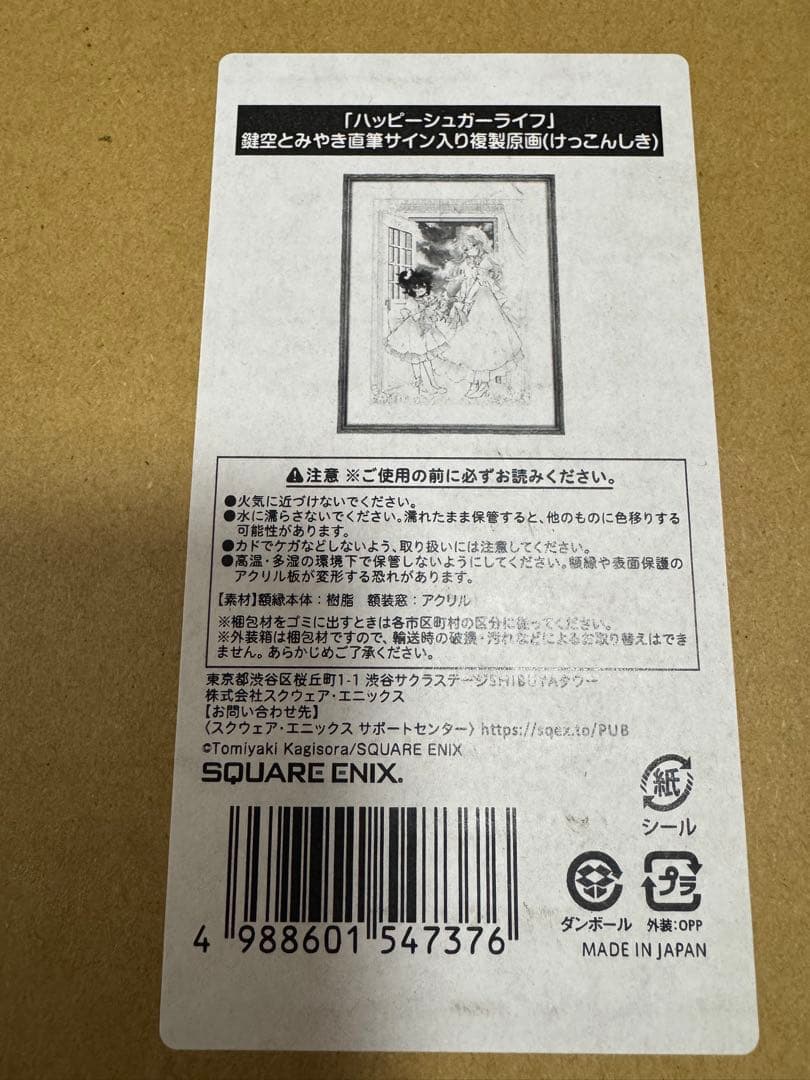 「ハッピーシュガーライフ」
鍵空とみやき直筆サイン入り複製原画(けっこんしき)
⚠注意 ※ご使用の前に必ずお読みください。
●火気に近づけないでください。
●水に濡らさないでください。濡れたまま保管すると、他のものに色移りする
可能性があります。
●カドでケガなどしないよう、取り扱いには注意してください。
●高温・多湿の環境下で保管しないようにしてください。額縁や表面保護の
アクリル板が変形する恐れがあります。
【素材】額縁本体:樹脂 額装窓:アクリル
※梱包材をゴミに出すときは各市区町村の区分に従ってください。
※外装箱は梱包材ですので、輸送時の破損・汚れなどによるお取り替えはでき
ません。あらかじめご了承ください。
東京都渋谷区桜丘町1-1 渋谷サクラステージSHIBUYAタワー
株式会社スクウェア・エニックス
【お問い合わせ先】
〈スクウェア・エニックス サポートセンター〉https://sqex.to/PUB
©Tomiyaki Kagisora/SQUARE ENIX
SQUARE ENIX.
紙
シール
プラ
ダンボール 外装:OPP
4 988601 547376
MADE IN JAPAN